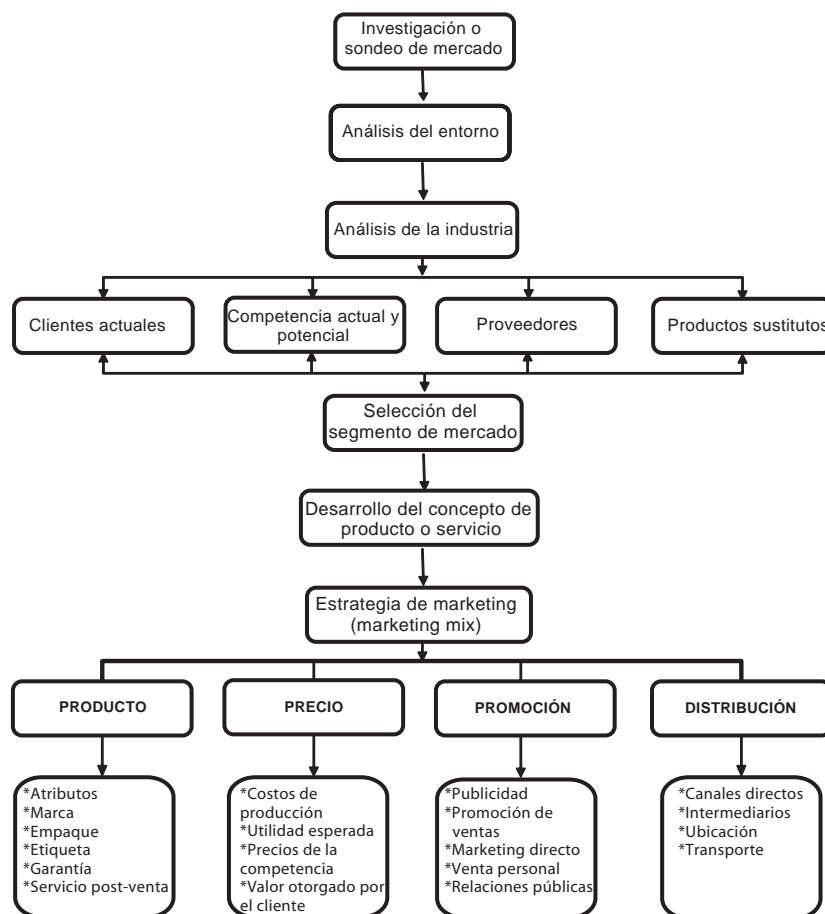 Investigación o
sondeo de mercado
Análisis del entorno
Análisis de la industria
Clientes actuales
Competencia actual y
potencial
Proveedores
Productos sustitutos
Selección del
segmento de mercado
Desarrollo del concepto de
producto o servicio
Estrategia de marketing
(marketing mix)
PRODUCTO
PRECIO
PROMOCIÓN
DISTRIBUCIÓN
*Atributos
*Marca
*Empaque
*Etiqueta
*Garantía
*Servicio post-venta
*Costos de
producción
*Utilidad esperada
*Precios de la
competencia
*Valor otorgado por
el cliente
*Publicidad
*Promoción de
ventas
*Marketing directo
*Venta personal
*Relaciones públicas
*Canales directos
*Intermediarios
*Ubicación
*Transporte